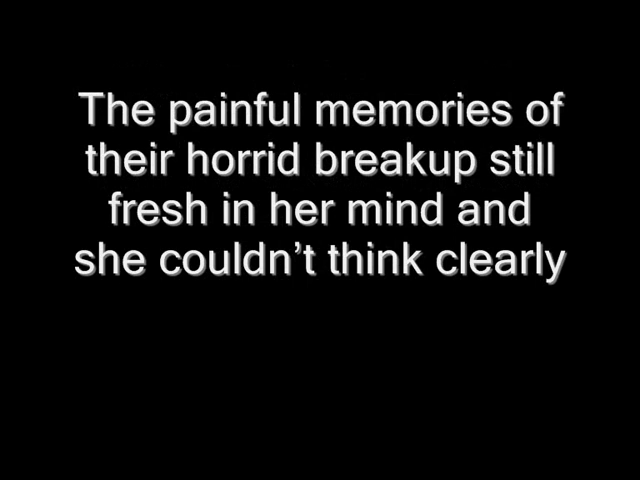 The painful memories of
their horrid breakup still
fresh in her mind and
she couldn’t think clearly